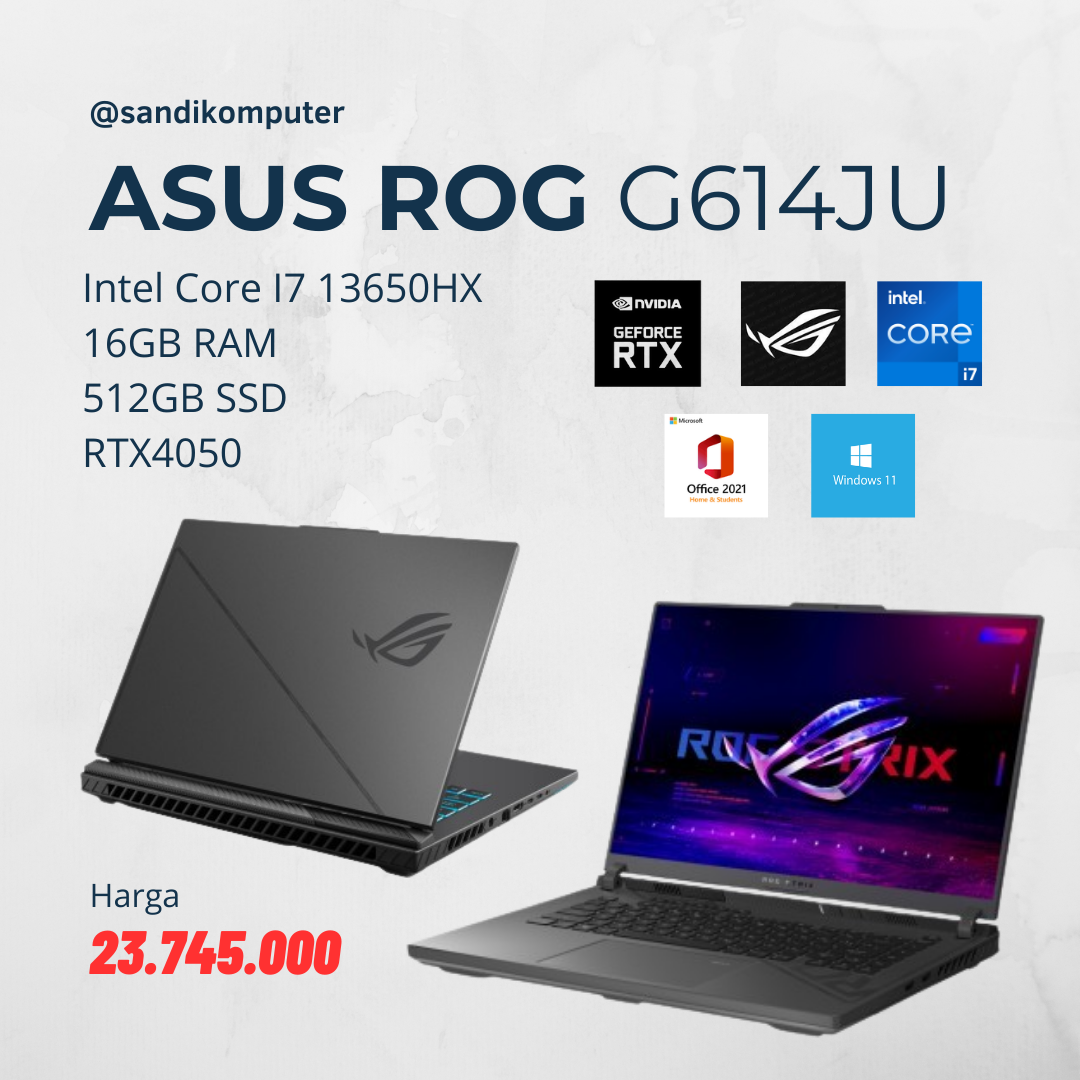 @sandikomputer
ASUS ROG G614JU
Intel Core I7 13650HX
16GB RAM
512GB SSD
RTX4050
NVIDIA
GEFORCE
RTX
intel
CORE
i7
Microsoft
Office 2021
Home & Students
Windows 11
ROG STRIX
Harga
23.745.000